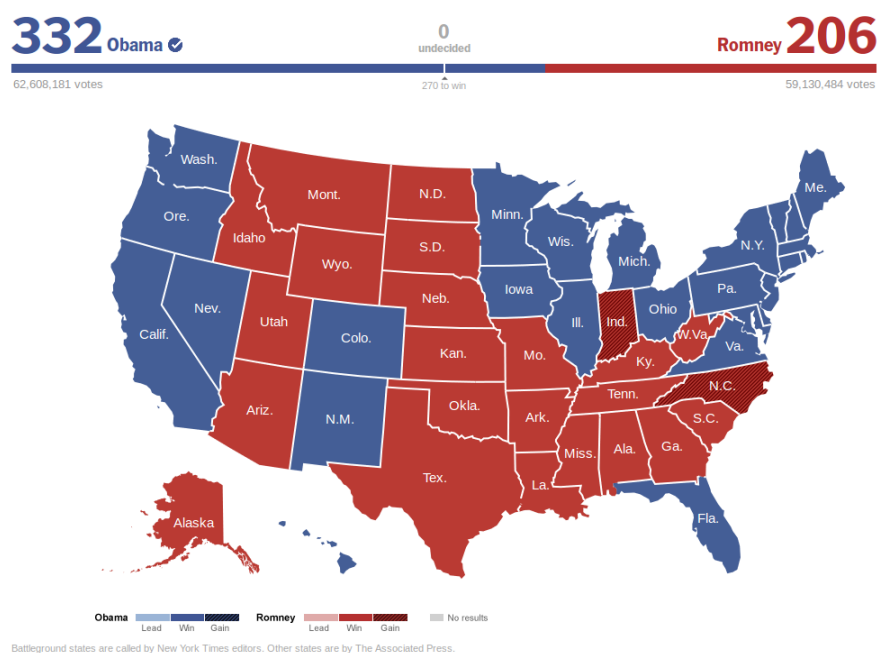 332 Obama
0
undecided
Romney 206
62,608,181 votes
270 to win
59,130,484 votes
Wash.
Mont.
N.D.
Minn.
Me.
Ore.
Idaho
S.D.
Wis.
Mich.
N.Y.
Wyo.
Neb.
Iowa
Pa.
Nev.
Utah
Colo.
Ill.
Ind.
Ohio
Calif.
Kan.
Mo.
W.Va.
Va.
Ky.
Ariz.
N.M.
Okla.
Ark.
Tenn.
N.C.
S.C.
Tex.
La.
Miss.
Ala.
Ga.
Alaska
Fla.
Obama
Lead
Win
Gain
Romney
Lead
Win
Gain
No results
Battleground states are called by New York Times editors. Other states are by The Associated Press.